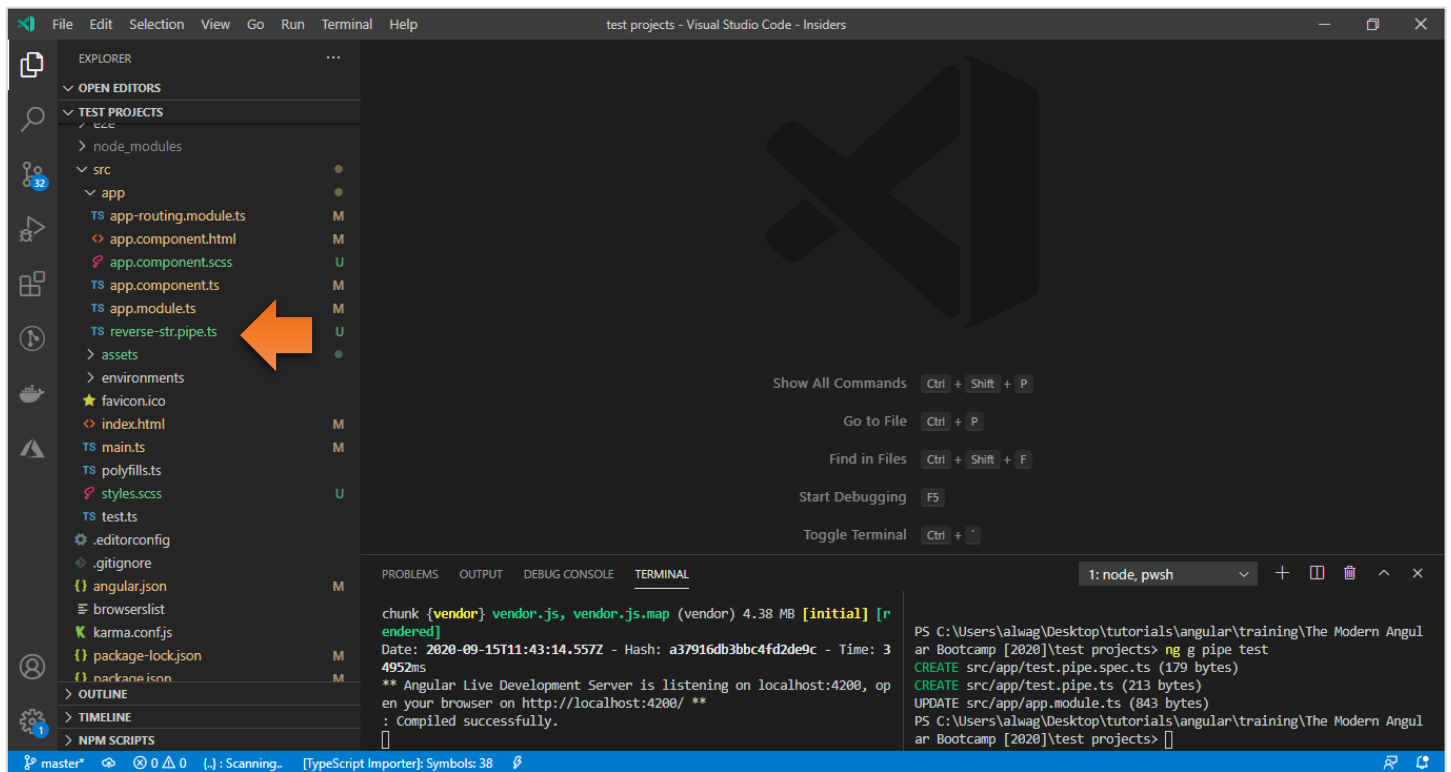 File Edit Selection View Go Run Terminal Help test projects - Visual Studio Code - Insiders
EXPLORER
OPEN EDITORS
TEST PROJECTS
e2e
node_modules
src
app
TS app-routing.module.ts M
<> app.component.html M
app.component.scss U
TS app.component.ts M
TS app.module.ts M
TS reverse-str.pipe.ts U
assets
environments
favicon.ico
<> index.html M
TS main.ts M
TS polyfills.ts
styles.scss U
TS test.ts
.editorconfig
.gitignore
{} angular.json M
browserslist
K karma.conf.js
{} package-lock.json M
{} package.json M
OUTLINE
TIMELINE
NPM SCRIPTS
32
1
Show All Commands Ctrl + Shift + P
Go to File Ctrl + P
Find in Files Ctrl + Shift + F
Start Debugging F5
Toggle Terminal Ctrl + `
PROBLEMS OUTPUT DEBUG CONSOLE TERMINAL 1: node, pwsh
chunk {vendor} vendor.js, vendor.js.map (vendor) 4.38 MB [initial] [r
endered]
Date: 2020-09-15T11:43:14.557Z - Hash: a37916db3bbc4fd2de9c - Time: 3
4952ms
** Angular Live Development Server is listening on localhost:4200, op
en your browser on http://localhost:4200/ **
: Compiled successfully.
PS C:\Users\alwag\Desktop\tutorials\angular\training\The Modern Angul
ar Bootcamp [2020]\test projects> ng g pipe test
CREATE src/app/test.pipe.spec.ts (179 bytes)
CREATE src/app/test.pipe.ts (213 bytes)
UPDATE src/app/app.module.ts (843 bytes)
PS C:\Users\alwag\Desktop\tutorials\angular\training\The Modern Angul
ar Bootcamp [2020]\test projects>
master* 0 0 {..} : Scanning.. [TypeScript Importer]: Symbols: 38